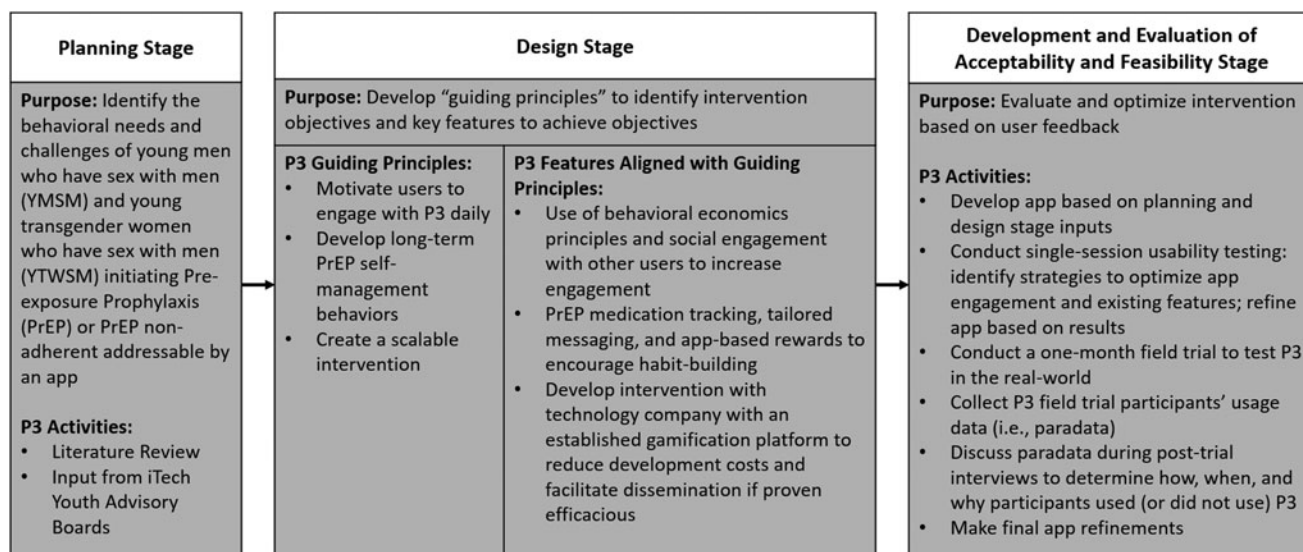 Planning Stage
Purpose: Identify the
behavioral needs and
challenges of young men
who have sex with men
(YMSM) and young
transgender women
who have sex with men
(YTWSM) initiating Pre-
exposure Prophylaxis
(PrEP) or PrEP non-
adherent addressable by
an app
P3 Activities:
• Literature Review
• Input from iTech
Youth Advisory
Boards
Design Stage
Purpose: Develop “guiding principles” to identify intervention
objectives and key features to achieve objectives
P3 Guiding Principles:
• Motivate users to
engage with P3 daily
• Develop long-term
PrEP self-
management
behaviors
• Create a scalable
intervention
P3 Features Aligned with Guiding
Principles:
• Use of behavioral economics
principles and social engagement
with other users to increase
engagement
• PrEP medication tracking, tailored
messaging, and app-based rewards to
encourage habit-building
• Develop intervention with
technology company with an
established gamification platform to
reduce development costs and
facilitate dissemination if proven
efficacious
Development and Evaluation of
Acceptability and Feasibility Stage
Purpose: Evaluate and optimize intervention
based on user feedback
P3 Activities:
• Develop app based on planning and
design stage inputs
• Conduct single-session usability testing:
identify strategies to optimize app
engagement and existing features; refine
app based on results
• Conduct a one-month field trial to test P3
in the real-world
• Collect P3 field trial participants’ usage
data (i.e., paradata)
• Discuss paradata during post-trial
interviews to determine how, when, and
why participants used (or did not use) P3
• Make final app refinements